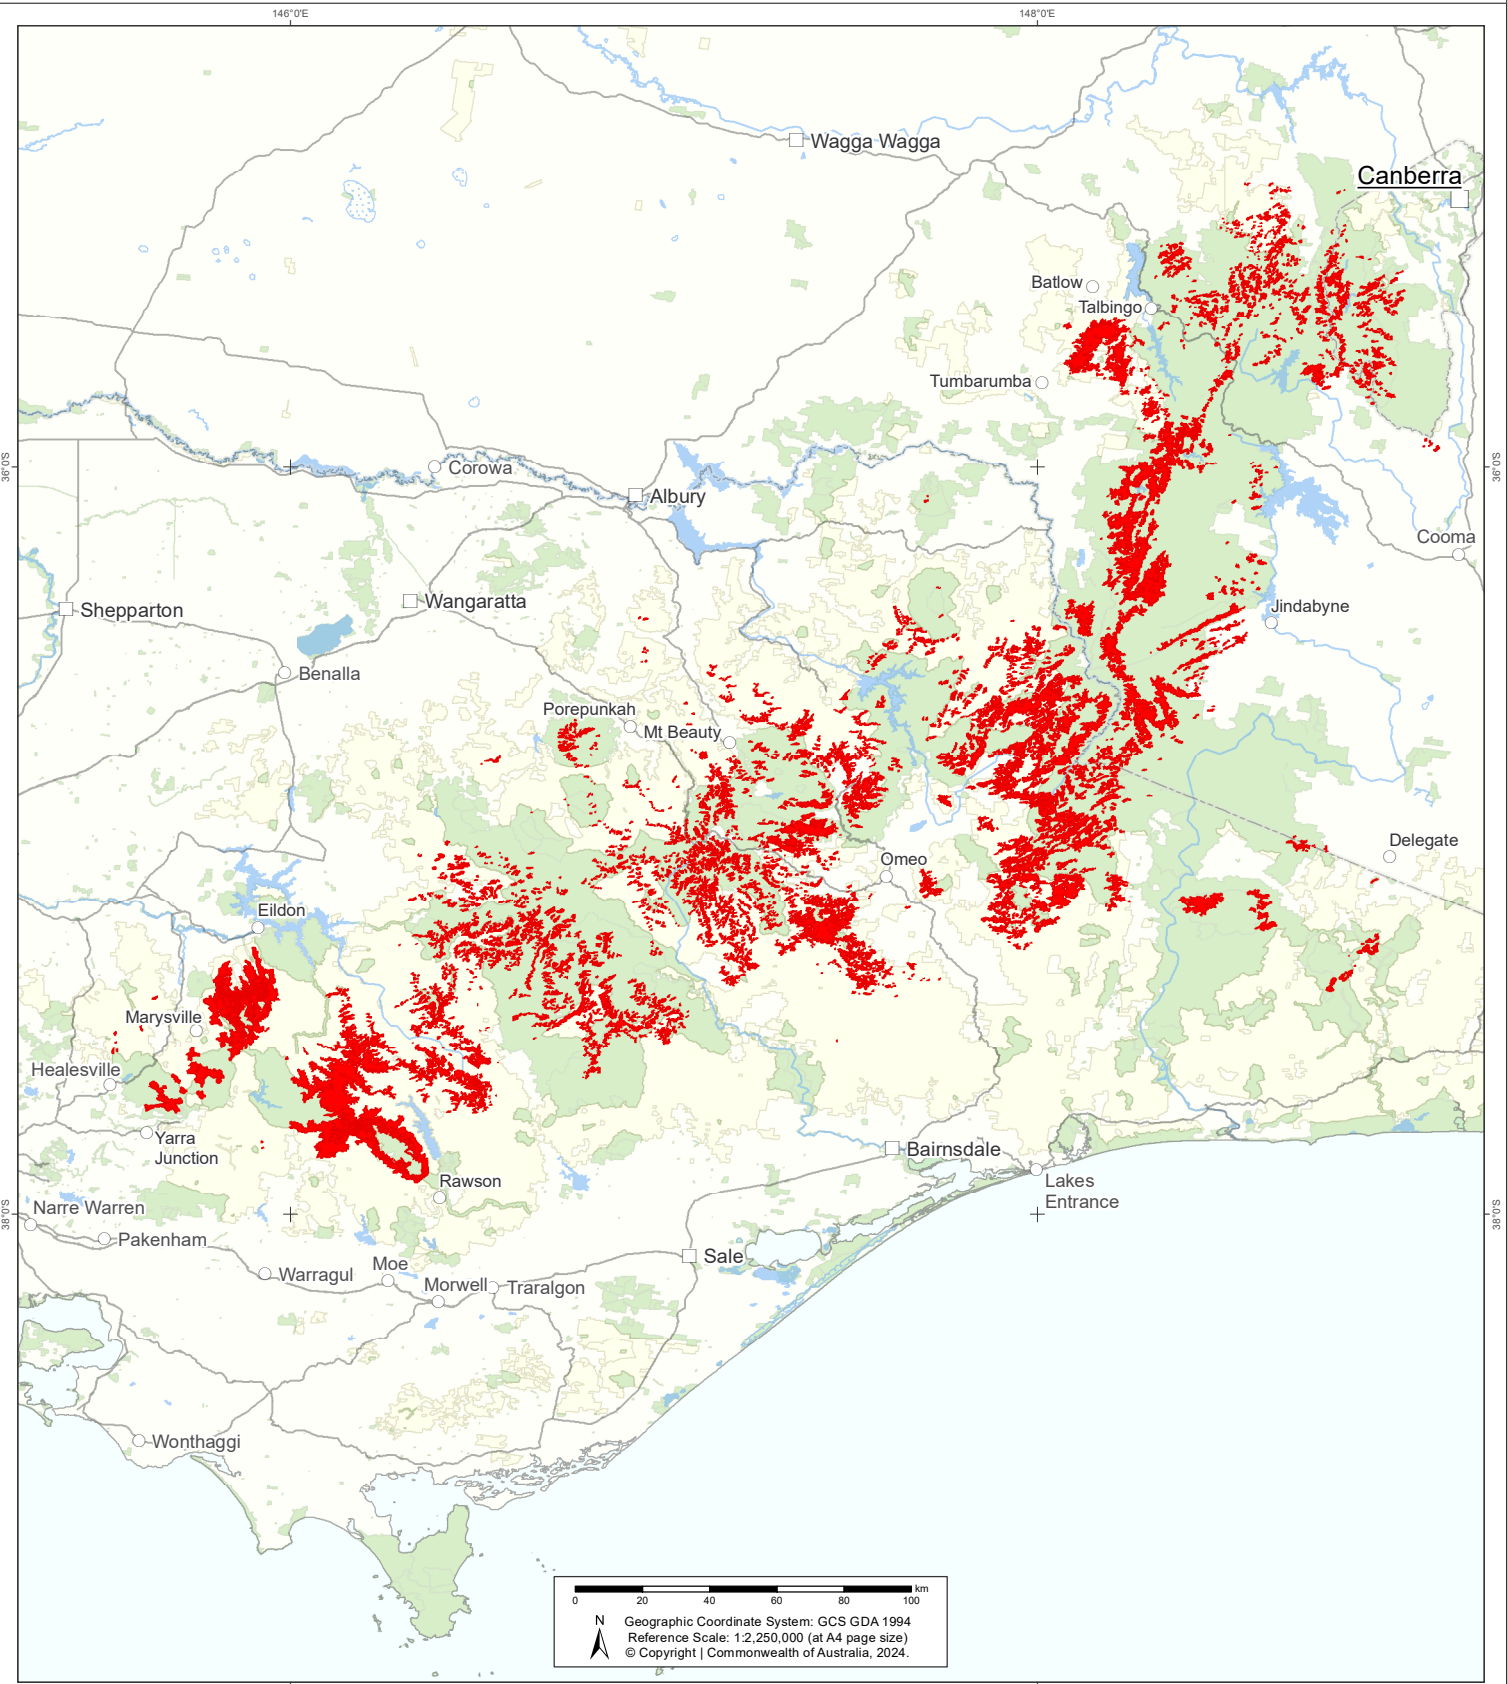 146°0'E
148°0'E
Wagga Wagga
Canberra
Batlow
Talbingo
Tumbarumba
36°0'S
36°0'S
Corowa
Albury
Cooma
Shepparton
Wangaratta
Jindabyne
Benalla
Porepunkah
Mt Beauty
Delegate
Omeo
Eildon
Marysville
Healesville
Yarra
Junction
Bairnsdale
Rawson
Lakes
Entrance
38°0'S
38°0'S
Narre Warren
Pakenham
Sale
Warragul
Moe
Morwell
Traralgon
Wonthaggi
km
0 20 40 60 80 100
N
Geographic Coordinate System: GCS GDA 1994
Reference Scale: 1:2,250,000 (at A4 page size)
© Copyright | Commonwealth of Australia, 2024.